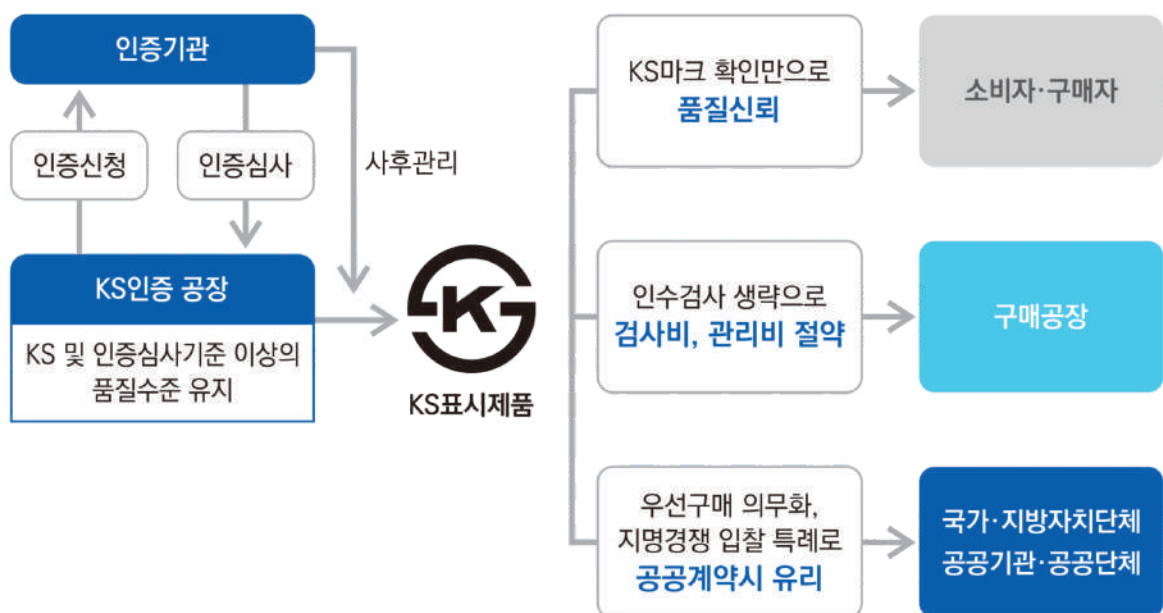 인증기관
인증신청
인증심사
사후관리
KS인증 공장
KS 및 인증심사기준 이상의
품질수준 유지
K
KS표시제품
KS마크 확인만으로
품질신뢰
소비자·구매자
인수검사 생략으로
검사비, 관리비 절약
구매공장
우선구매 의무화,
지명경쟁 입찰 특례로
공공계약시 유리
국가·지방자치단체
공공기관·공공단체